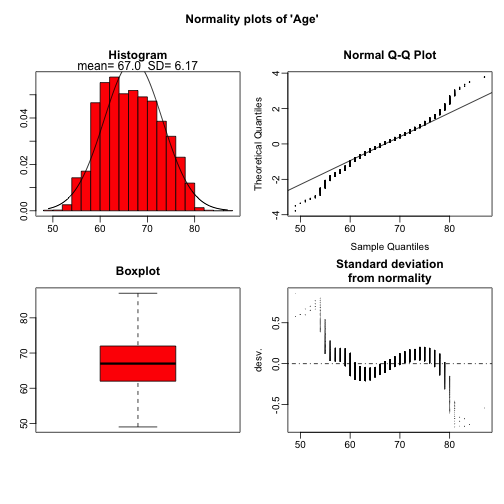 Normality plots of 'Age'
Histogram
mean= 67.0 SD= 6.17
0.00
0.02
0.04
50
60
70
80
Normal Q-Q Plot
Theoretical Quantiles
-4
-2
0
2
4
50
60
70
80
Sample Quantiles
Boxplot
50
60
70
80
Standard deviation
from normality
desv.
-0.5
0.0
0.5
50
60
70
80